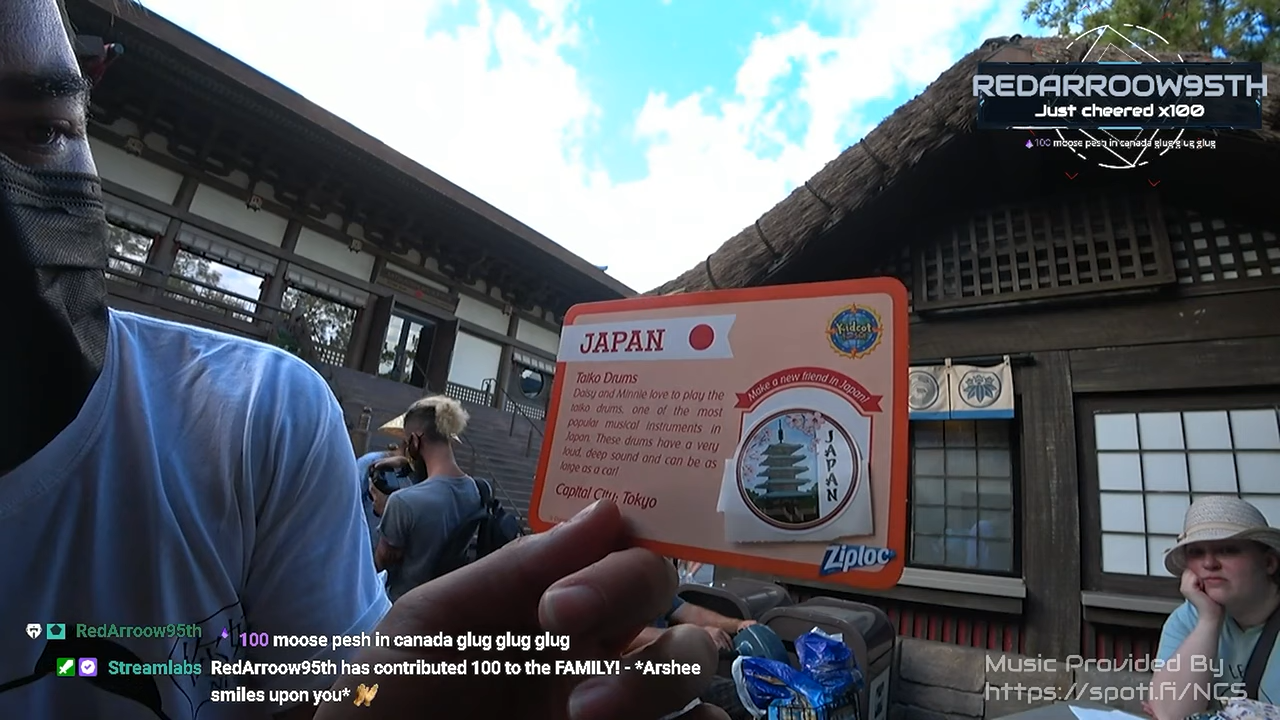 REDARROOW95TH
Just cheered x100
100 moose pesh in canada glug glug glug
JAPAN
Kidcot
Taiko Drums
Daisy and Minnie love to play the
taiko drums, one of the most
popular musical instruments in
Japan. These drums have a very
loud, deep sound and can be as
large as a car!
Capital City: Tokyo
Make a new friend in Japan!
JAPAN
Ziploc
RedArroow95th 100 moose pesh in canada glug glug glug
Streamlabs RedArroow95th has contributed 100 to the FAMILY! - *Arshee
smiles upon you*
Music Provided By
https://spoti.fi/NCS